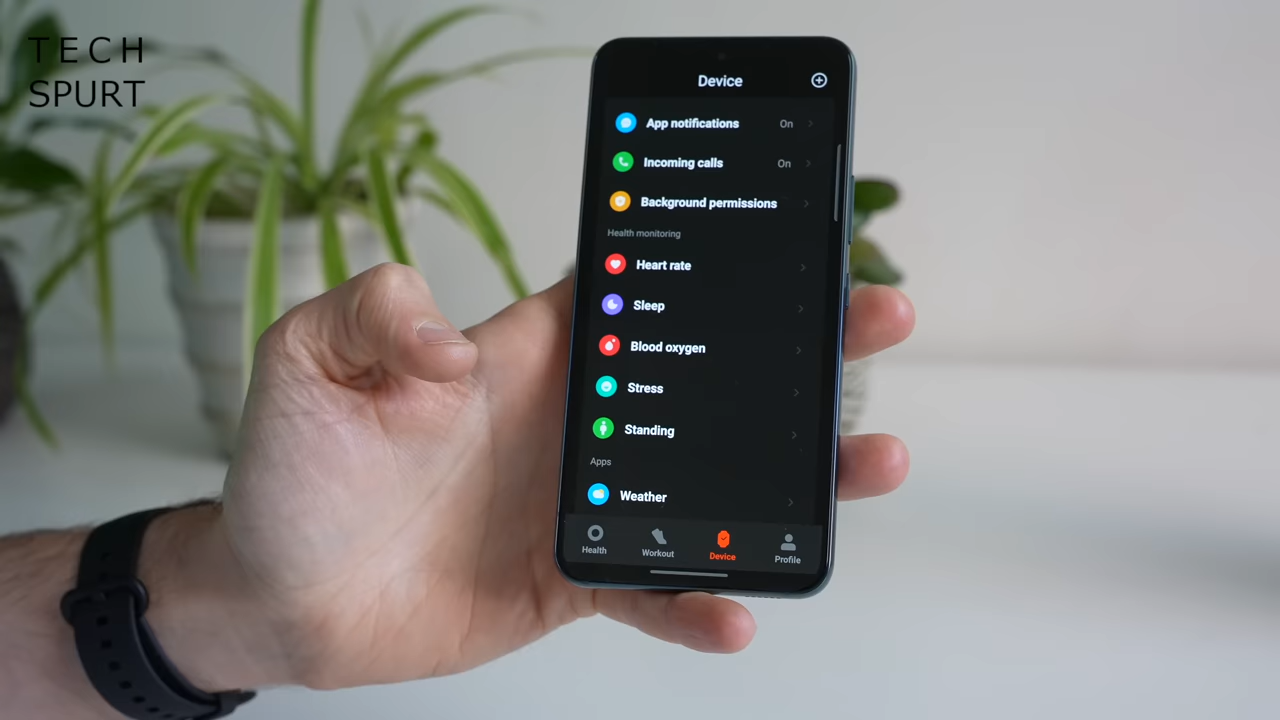 TECH
SPURT
Device
App notifications On
Incoming calls On
Background permissions
Health monitoring
Heart rate
Sleep
Blood oxygen
Stress
Standing
Apps
Weather
Health Workout Device Profile